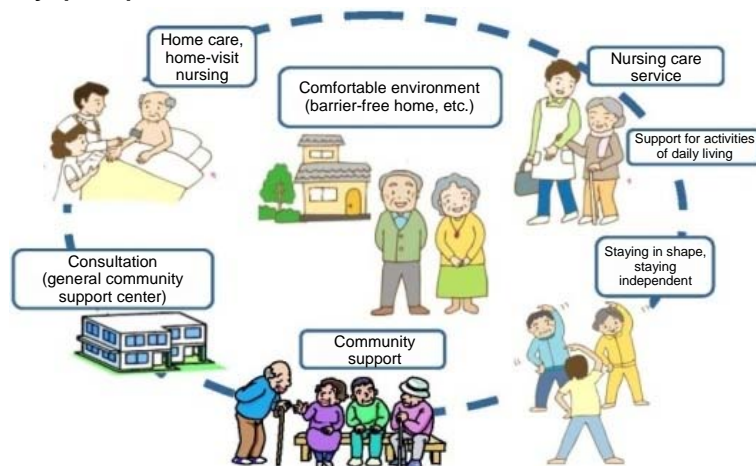 Home care,
home-visit
nursing
Nursing care
service
Comfortable environment
(barrier-free home, etc.)
Support for activities
of daily living
Consultation
(general community
support center)
Staying in shape,
staying
independent
Community
support